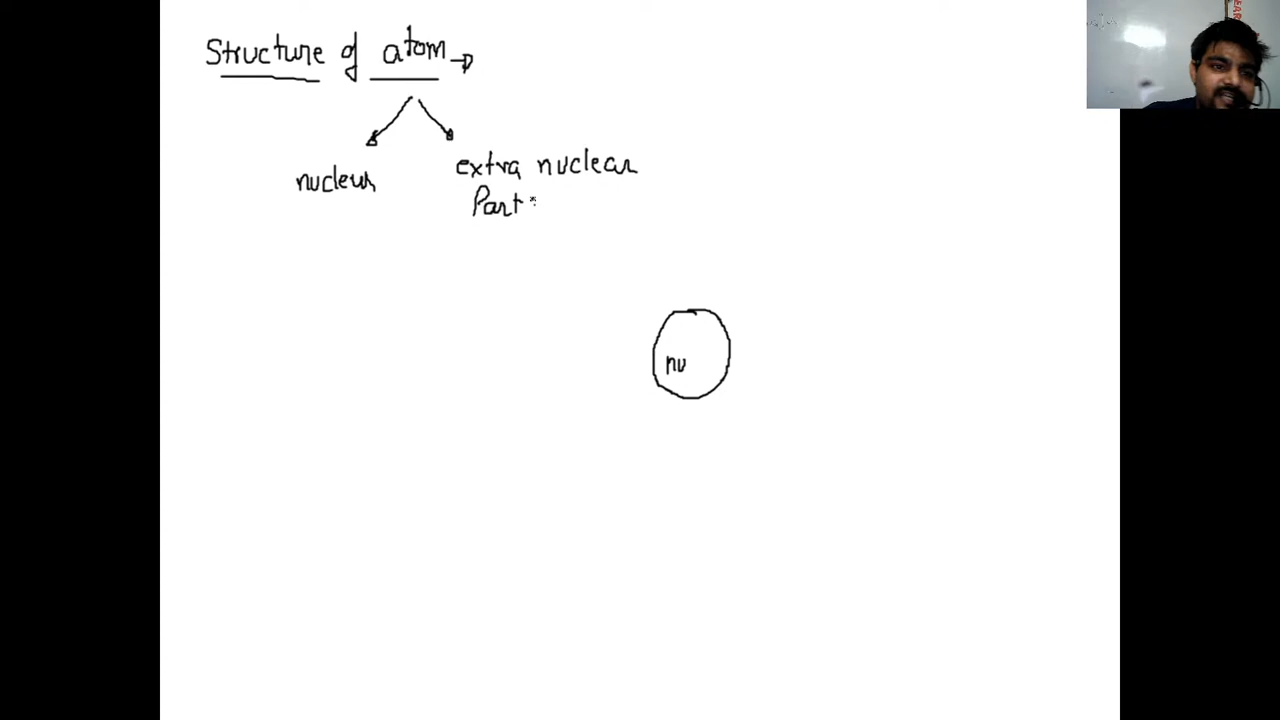 Structure of atom
nucleus
extra nuclear
Part
nu